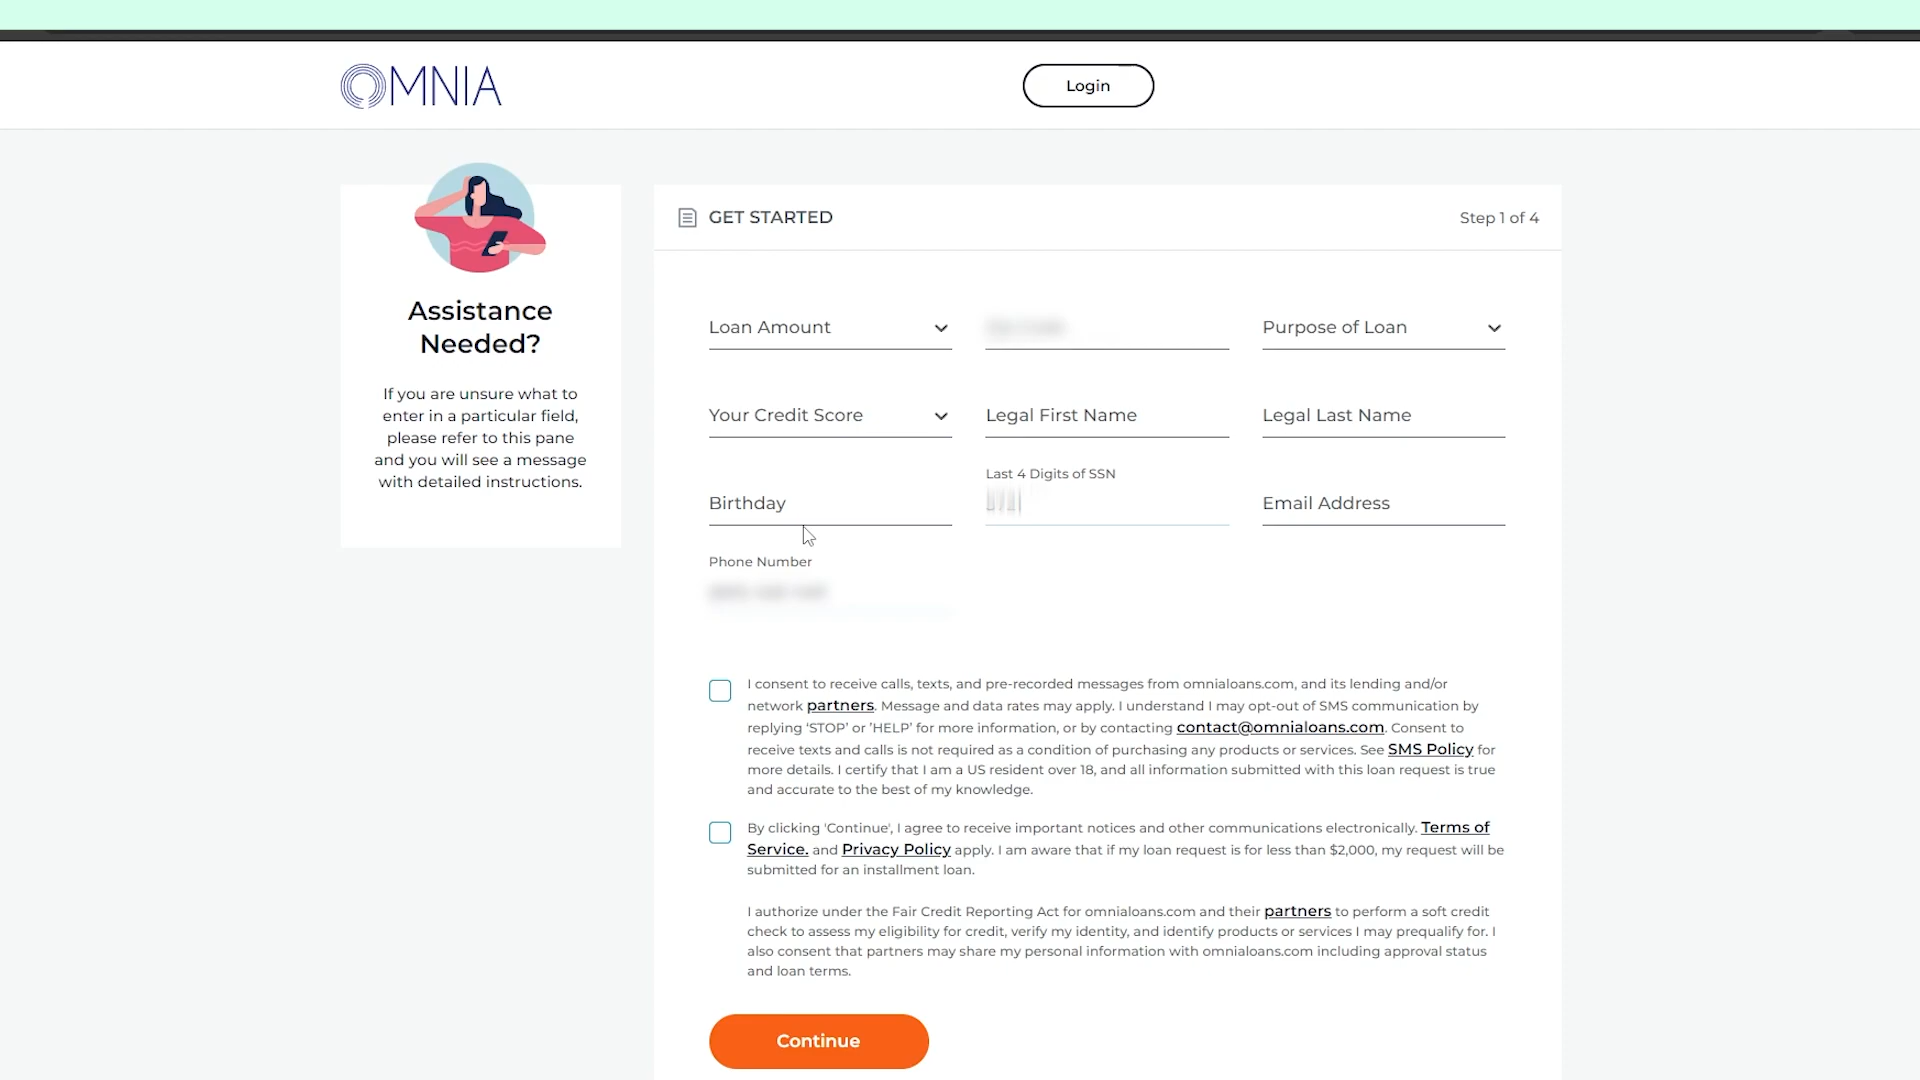 OMNIA
Login
Assistance
Needed?
If you are unsure what to
enter in a particular field,
please refer to this pane
and you will see a message
with detailed instructions.
GET STARTED
Step 1 of 4
Loan Amount
Purpose of Loan
Your Credit Score
Legal First Name
Legal Last Name
Last 4 Digits of SSN
Birthday
Email Address
Phone Number
I consent to receive calls, texts, and pre-recorded messages from omnialoans.com, and its lending and/or
network partners. Message and data rates may apply. I understand I may opt-out of SMS communication by
replying ‘STOP’ or ’HELP’ for more information, or by contacting contact@omnialoans.com. Consent to
receive texts and calls is not required as a condition of purchasing any products or services. See SMS Policy for
more details. I certify that I am a US resident over 18, and all information submitted with this loan request is true
and accurate to the best of my knowledge.
By clicking 'Continue', I agree to receive important notices and other communications electronically. Terms of
Service. and Privacy Policy apply. I am aware that if my loan request is for less than $2,000, my request will be
submitted for an installment loan.
I authorize under the Fair Credit Reporting Act for omnialoans.com and their partners to perform a soft credit
check to assess my eligibility for credit, verify my identity, and identify products or services I may prequalify for. I
also consent that partners may share my personal information with omnialoans.com including approval status
and loan terms.
Continue